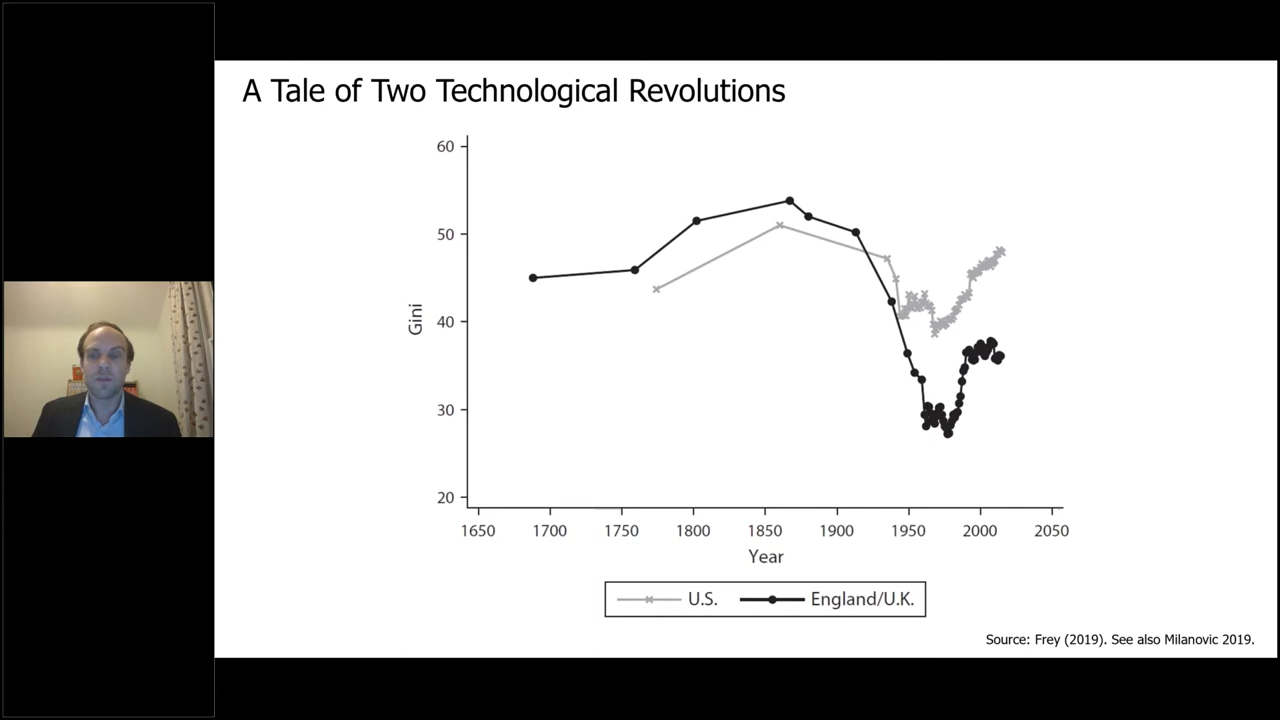 A Tale of Two Technological Revolutions
60
50
40
30
20
Gini
1650 1700 1750 1800 1850 1900 1950 2000 2050
Year
U.S. England/U.K.
Source: Frey (2019). See also Milanovic 2019.